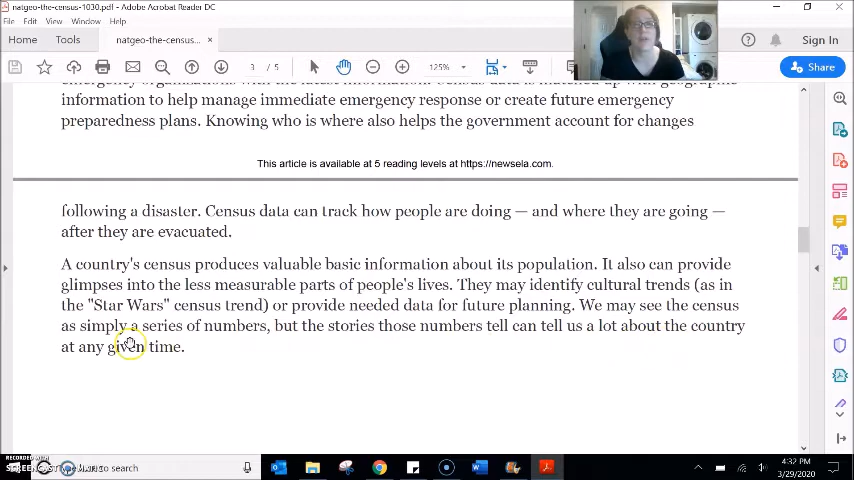 natgeo-the-census-1030.pdf - Adobe Acrobat Reader DC
File Edit View Window Help
Home Tools natgeo-the-census... ×
Sign In
3 / 5
125%
Share
information to help manage immediate emergency response or create future emergency
preparedness plans. Knowing who is where also helps the government account for changes
This article is available at 5 reading levels at https://newsela.com.
following a disaster. Census data can track how people are doing — and where they are going —
after they are evacuated.
A country's census produces valuable basic information about its population. It also can provide
glimpses into the less measurable parts of people's lives. They may identify cultural trends (as in
the "Star Wars" census trend) or provide needed data for future planning. We may see the census
as simply a series of numbers, but the stories those numbers tell can tell us a lot about the country
at any given time.
RECORDED WITH
to search
4:32 PM
3/29/2020